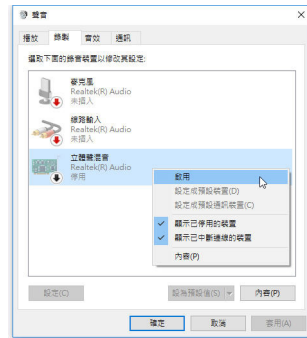 聲音
播放 錄製 音效 通訊
選取下面的錄音裝置以修改其設定:
麥克風
Realtek(R) Audio
未插入
線路輸入
Realtek(R) Audio
未插入
立體聲混音
Realtek(R) Audio
停用
啟用
設定成預設裝置(D)
設定成預設通訊裝置(C)
顯示已停用的裝置
顯示已中斷連線的裝置
內容(P)
設定(C) 設為預設值(S) 內容(P)
確定 取消 套用(A)